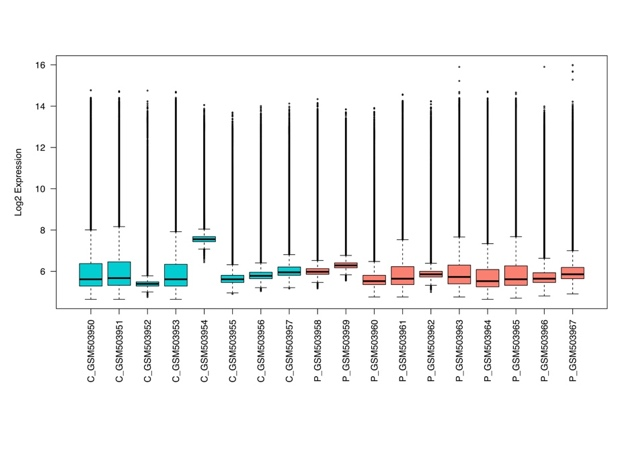 16
14
12
10
8
6
Log2 Expression
C_GSM503950
C_GSM503951
C_GSM503952
C_GSM503953
C_GSM503954
C_GSM503955
C_GSM503956
C_GSM503957
P_GSM503958
P_GSM503959
P_GSM503960
P_GSM503961
P_GSM503962
P_GSM503963
P_GSM503964
P_GSM503965
P_GSM503966
P_GSM503967